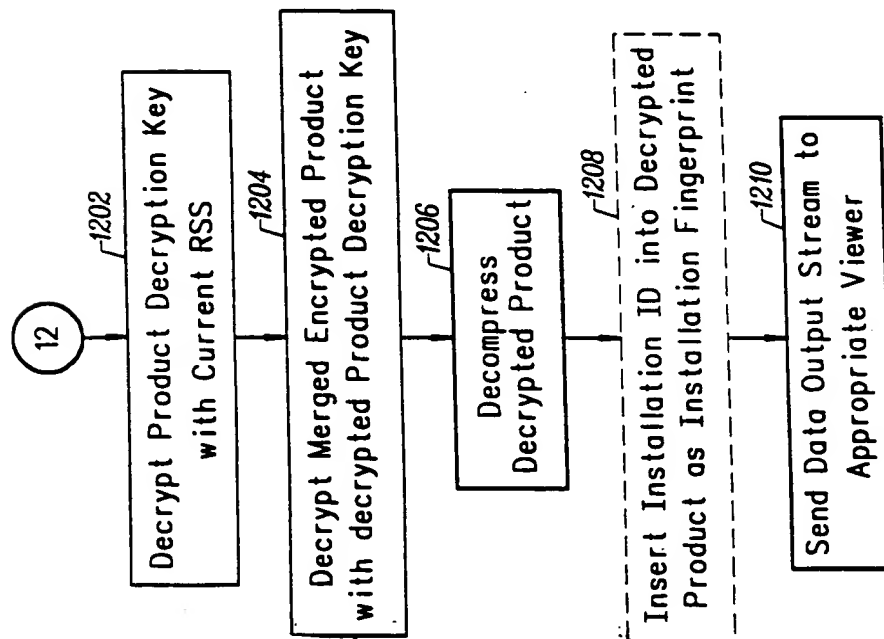 12
1202
Decrypt Product Decryption Key
with Current RSS
1204
Decrypt Merged Encrypted Product
with decrypted Product Decryption Key
1206
Decompress
Decrypted Product
1208
Insert Installation ID into Decrypted
Product as Installation Fingerprint
1210
Send Data Output Stream to
Appropriate Viewer